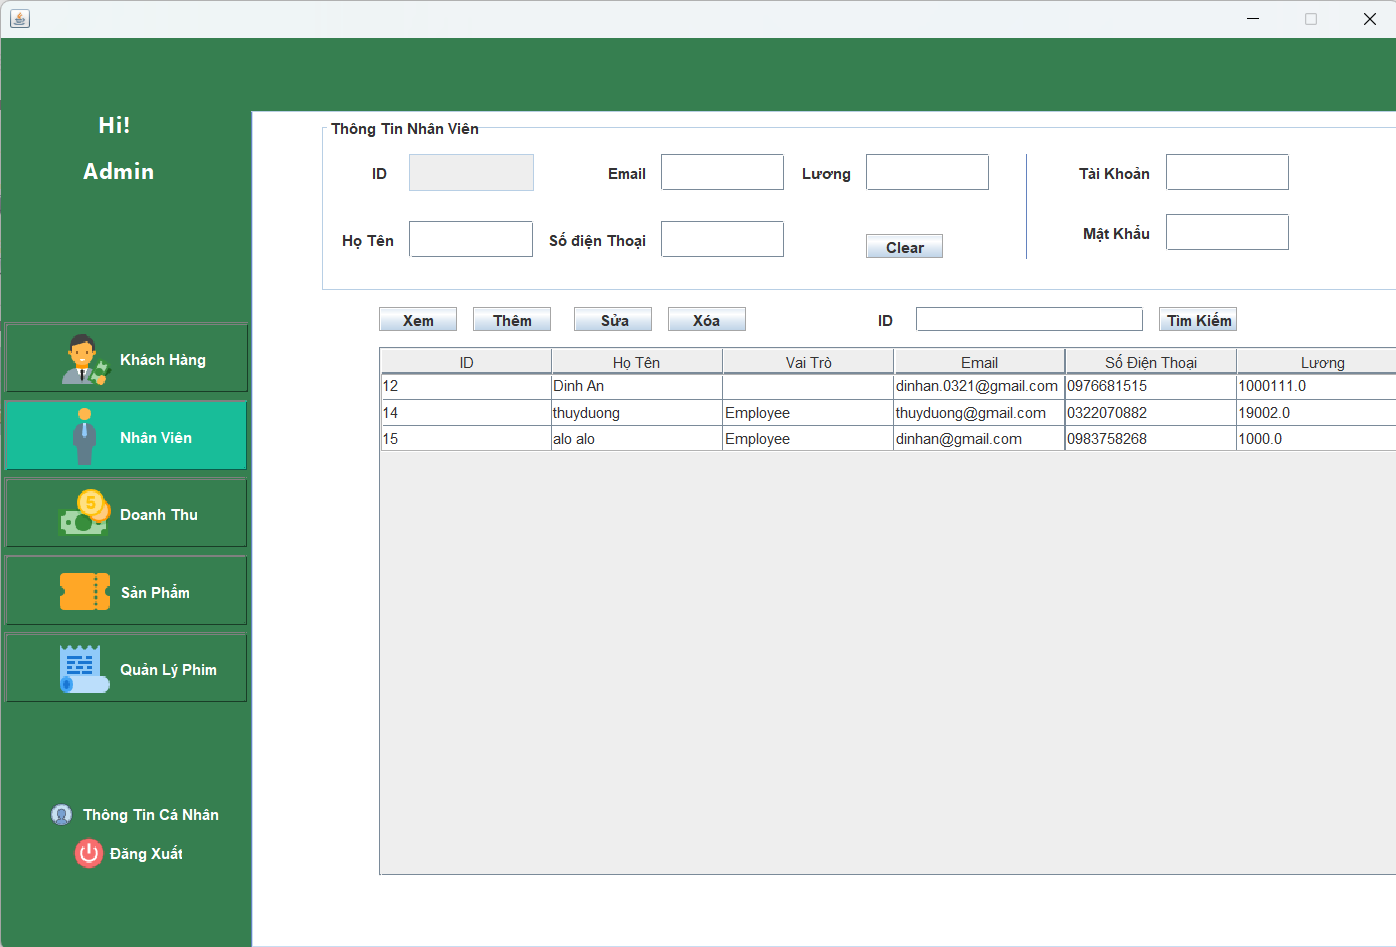 Hi!
Admin
Khách Hàng
Nhân Viên
5
Doanh Thu
Sản Phẩm
Quản Lý Phim
Thông Tin Cá Nhân
Đăng Xuất
Thông Tin Nhân Viên
ID Email Lương Tài Khoản
Họ Tên Số điện Thoại Clear Mật Khẩu
Xem Thêm Sửa Xóa ID Tìm Kiếm
ID Họ Tên Vai Trò Email Số Điện Thoại Lương
12 Dinh An dinhan.0321@gmail.com 0976681515 1000111.0
14 thuyduong Employee thuyduong@gmail.com 0322070882 19002.0
15 alo alo Employee dinhan@gmail.com 0983758268 1000.0